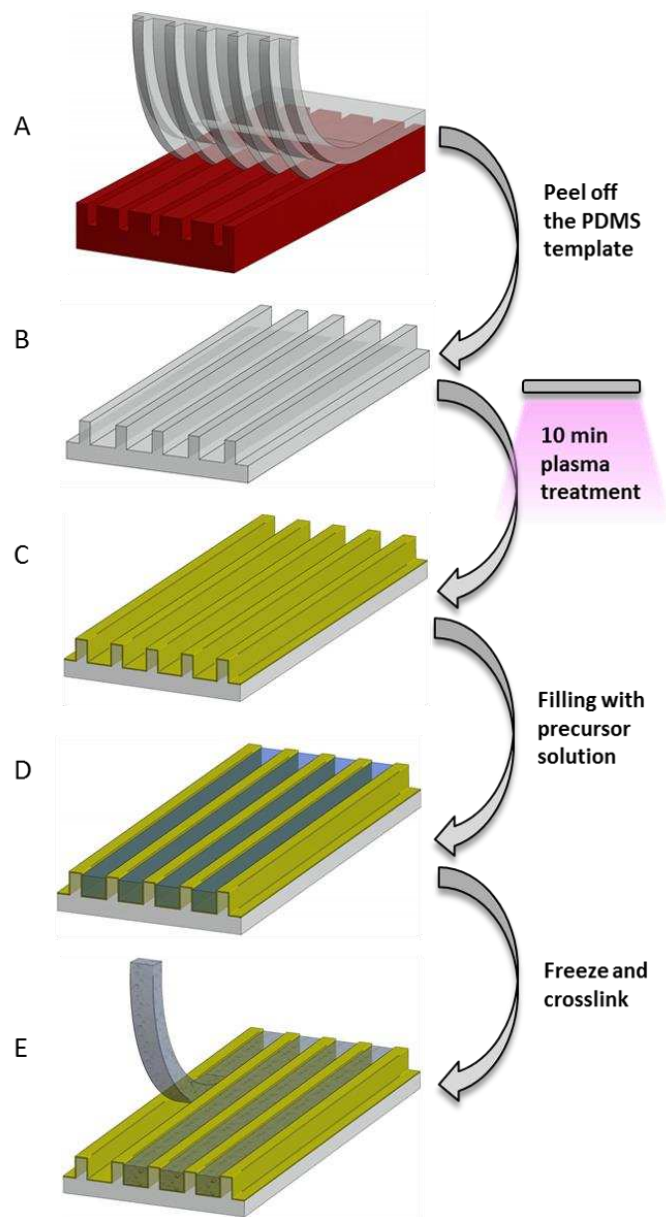 A
Peel off
the PDMS
template
B
10 min
plasma
treatment
C
Filling with
precursor
solution
D
Freeze and
crosslink
E